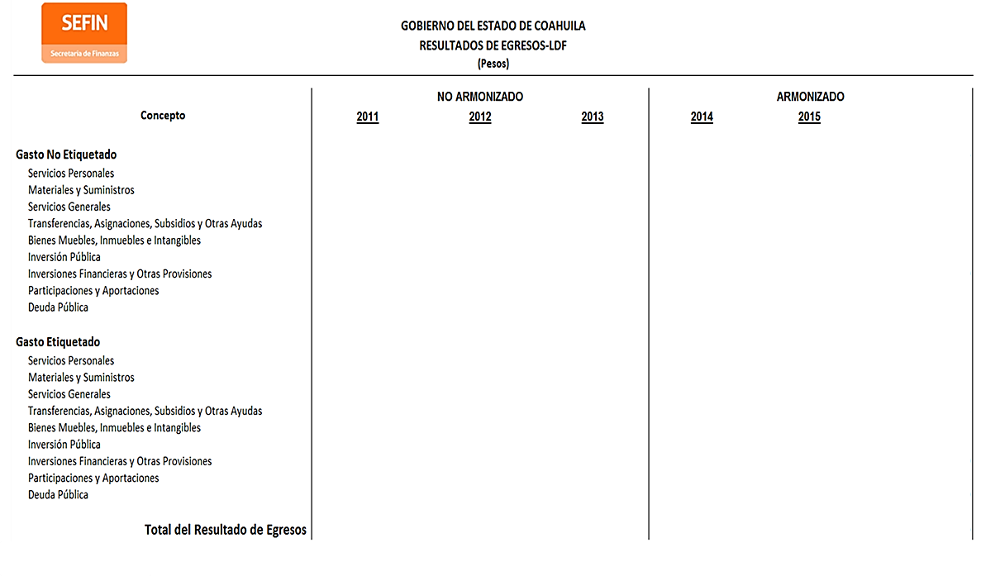 SEFIN
Secretaría de Finanzas
GOBIERNO DEL ESTADO DE COAHUILA
RESULTADOS DE EGRESOS-LDF
(Pesos)
NO ARMONIZADO ARMONIZADO
Concepto 2011 2012 2013 2014 2015
Gasto No Etiquetado
Servicios Personales
Materiales y Suministros
Servicios Generales
Transferencias, Asignaciones, Subsidios y Otras Ayudas
Bienes Muebles, Inmuebles e Intangibles
Inversión Pública
Inversiones Financieras y Otras Provisiones
Participaciones y Aportaciones
Deuda Pública
Gasto Etiquetado
Servicios Personales
Materiales y Suministros
Servicios Generales
Transferencias, Asignaciones, Subsidios y Otras Ayudas
Bienes Muebles, Inmuebles e Intangibles
Inversión Pública
Inversiones Financieras y Otras Provisiones
Participaciones y Aportaciones
Deuda Pública
Total del Resultado de Egresos